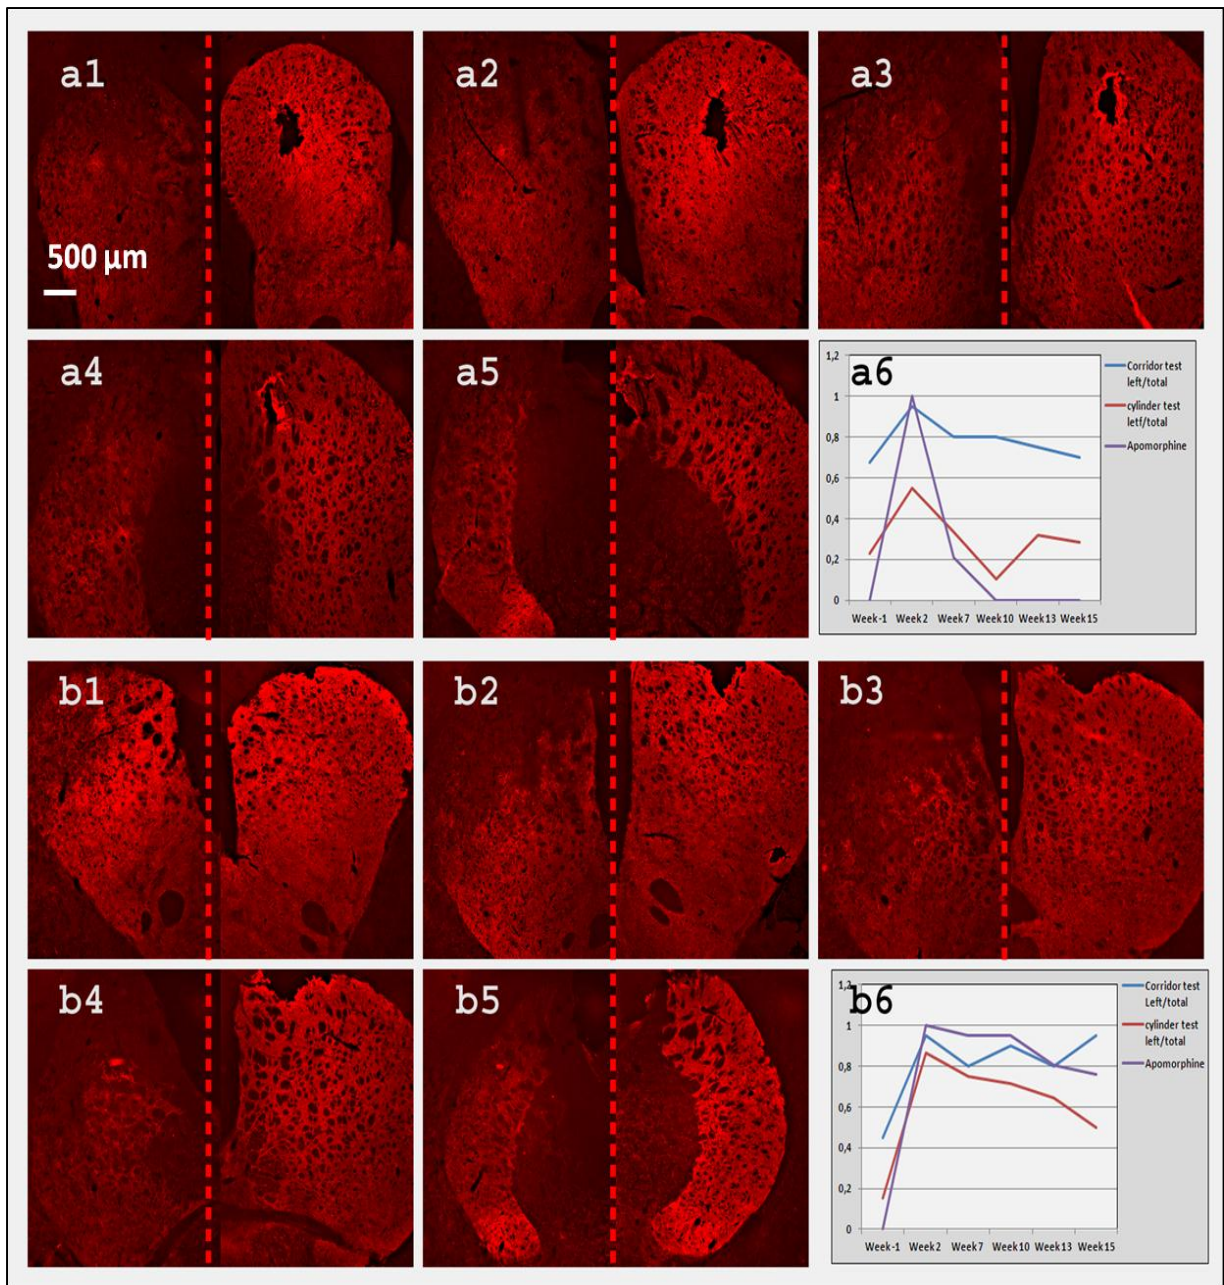 a1
a2
a3
500 µm
a4
a5
a6
1,2
1
0,8
0,6
0,4
0,2
0
Week-1 Week2 Week7 Week10 Week13 Week15
Corridor test
left/total
cylinder test
letf/total
Apomorphine
b1
b2
b3
b4
b5
b6
1,2
1
0,8
0,6
0,4
0,2
0
Week-1 Week2 Week7 Week10 Week13 Week15
Corridor test
Left/total
cylinder test
left/total
Apomorphine